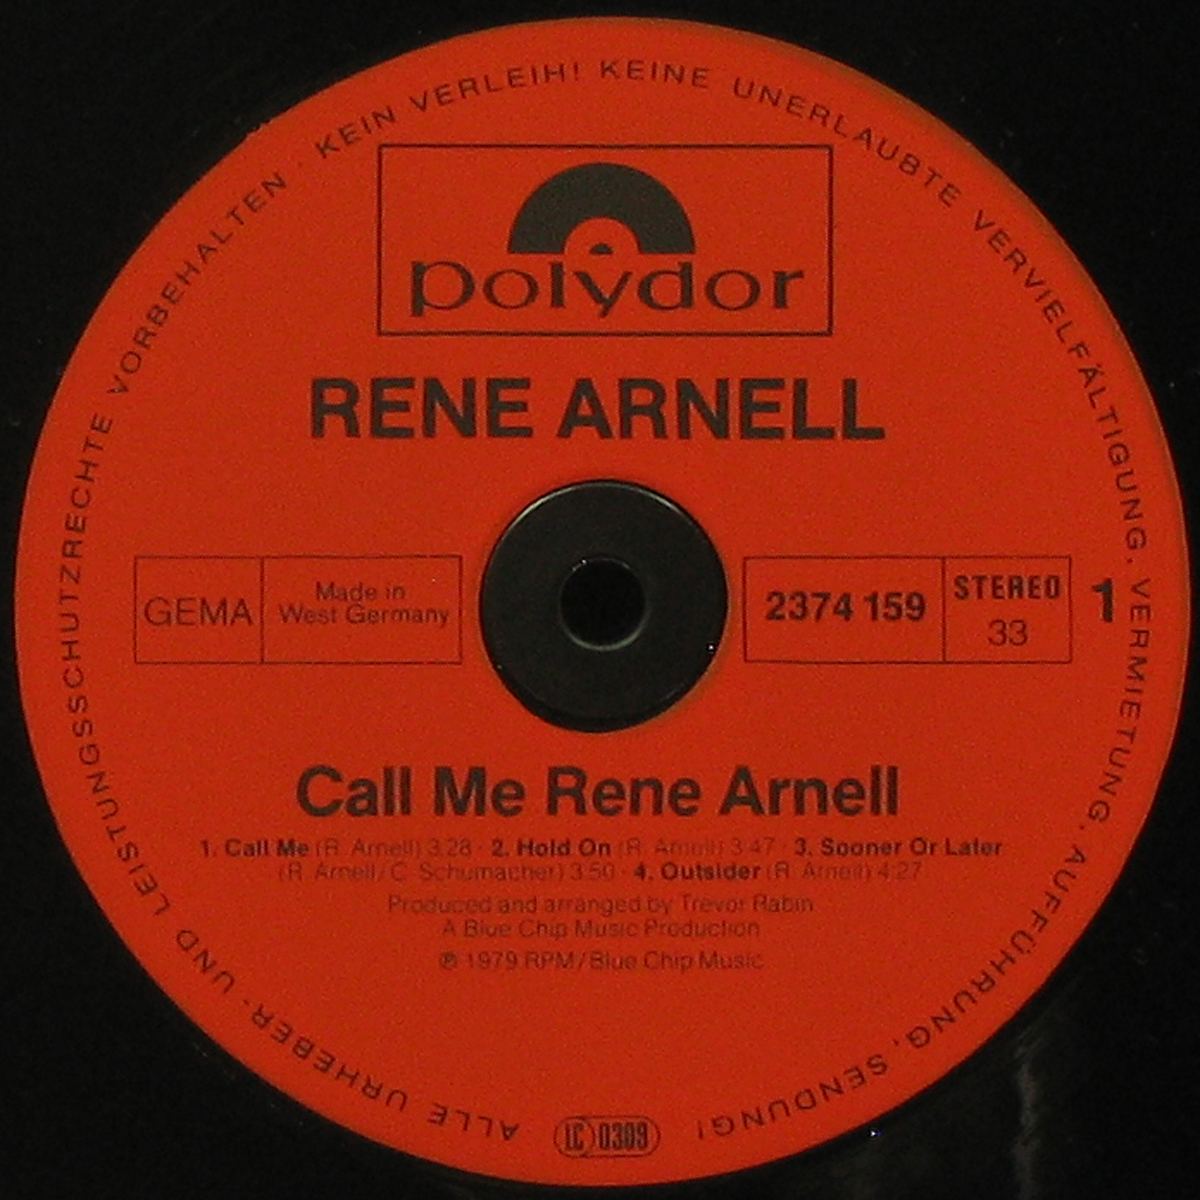 ALLE URHEBER- UND LEISTUNGSSCHUTZRECHTE VORBEHALTEN · KEIN VERLEIH! KEINE UNERLAUBTE VERVIELFÄLTIGUNG, VERMIETUNG, AUFFÜHRUNG, SENDUNG!
polydor
RENE ARNELL
GEMA
Made in
West Germany
2374 159
STEREO
33
1
Call Me Rene Arnell
1. Call Me (R. Arnell) 3:28 · 2. Hold On (R. Arnell) 3:47 · 3. Sooner Or Later
(R. Arnell/C. Schumacher) 3:50 · 4. Outsider (R. Arnell) 4:27
Produced and arranged by Trevor Rabin
A Blue Chip Music Production
℗ 1979 RPM/Blue Chip Music
LC 0309